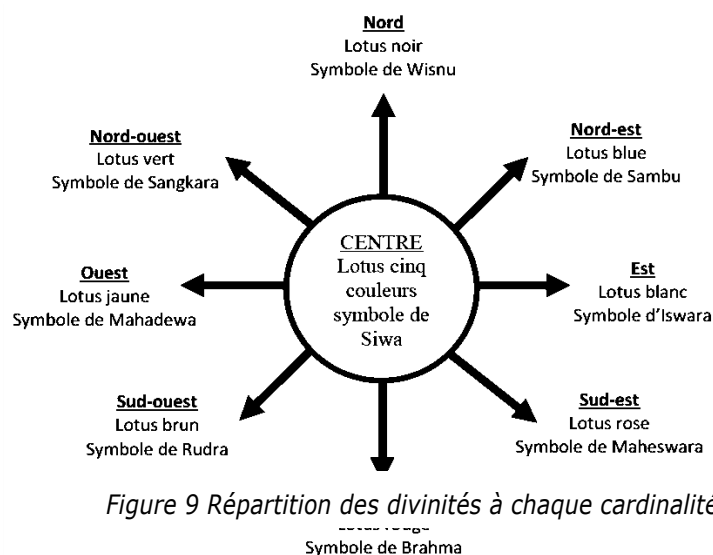 Nord
Lotus noir
Symbole de Wisnu
Nord-ouest
Lotus vert
Symbole de Sangkara
Nord-est
Lotus blue
Symbole de Sambu
CENTRE
Lotus cinq
couleurs
symbole de
Siwa
Ouest
Lotus jaune
Symbole de Mahadewa
Est
Lotus blanc
Symbole d'Iswara
Sud-ouest
Lotus brun
Symbole de Rudra
Sud-est
Lotus rose
Symbole de Maheswara
Figure 9 Répartition des divinités à chaque cardinalité
Symbole de Brahma